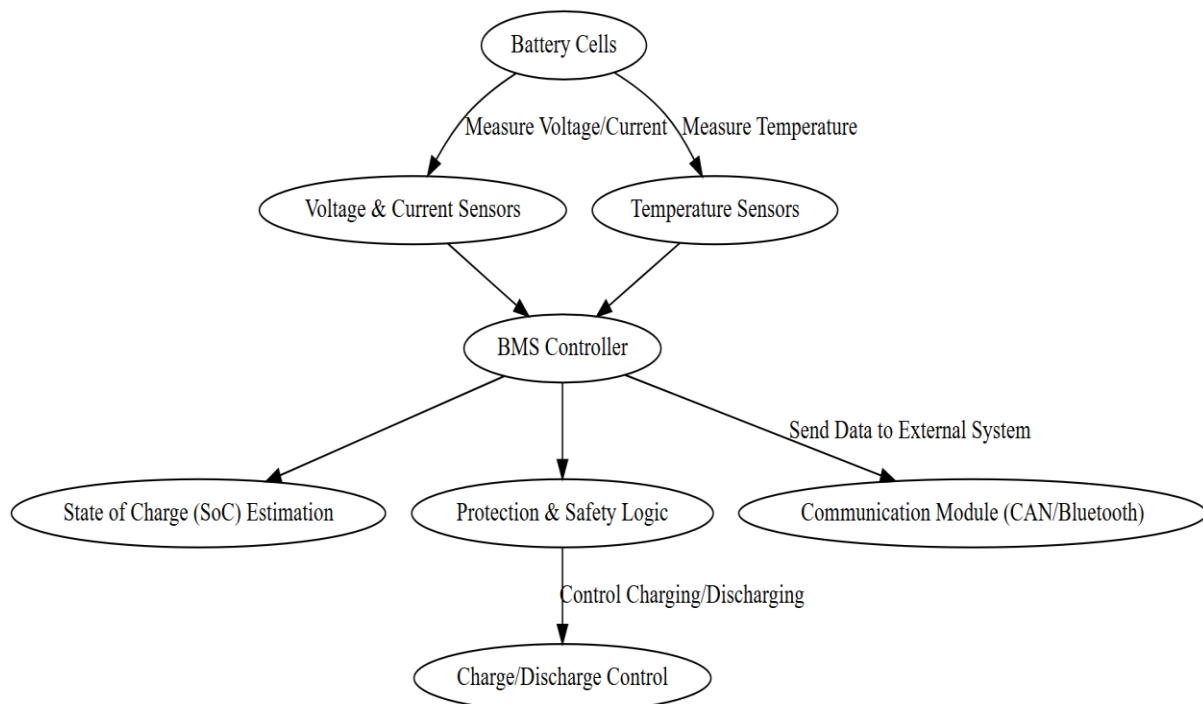 Battery Cells
Measure Voltage/Current
Measure Temperature
Voltage & Current Sensors
Temperature Sensors
BMS Controller
Send Data to External System
State of Charge (SoC) Estimation
Protection & Safety Logic
Communication Module (CAN/Bluetooth)
Control Charging/Discharging
Charge/Discharge Control